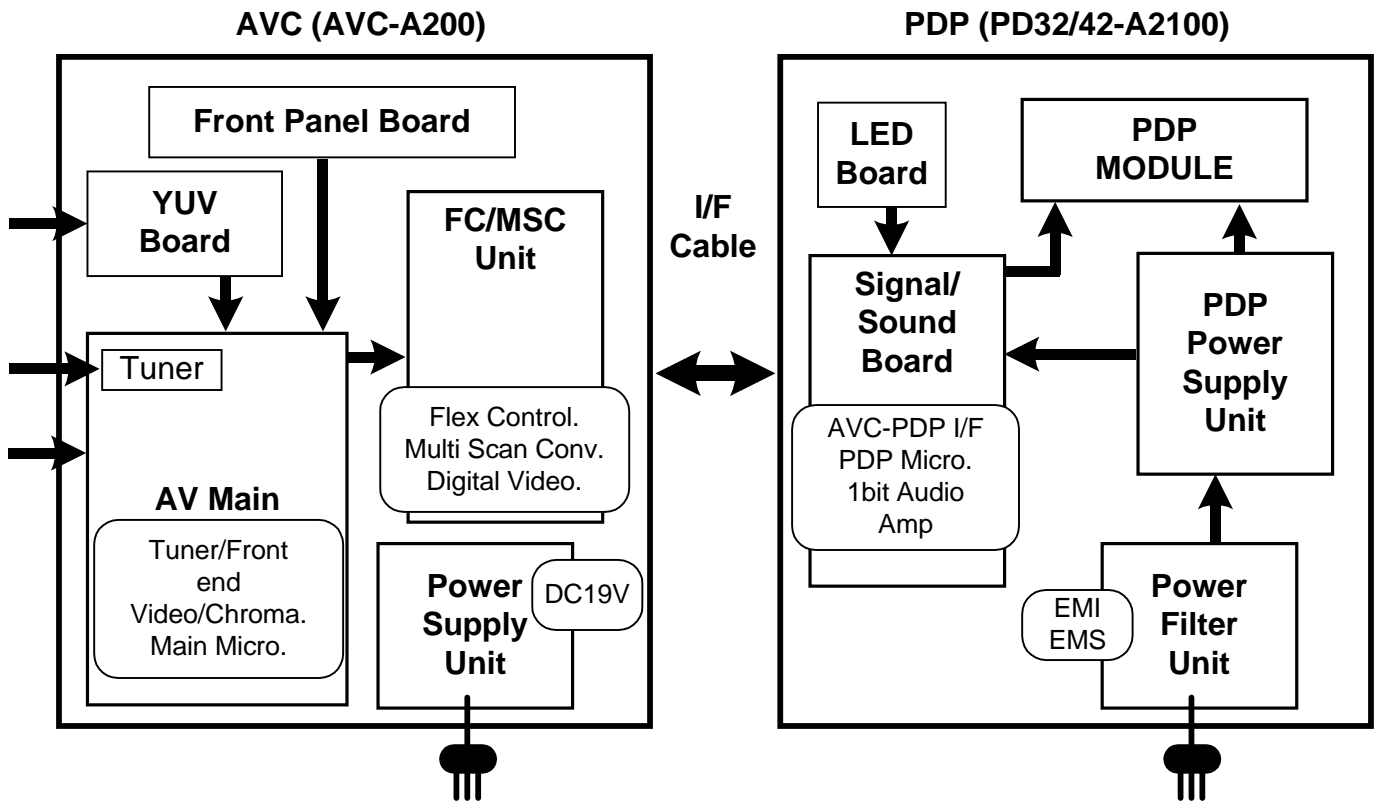 AVC (AVC-A200)
Front Panel Board
YUV
Board
FC/MSC
Unit
Tuner
Flex Control.
Multi Scan Conv.
Digital Video.
AV Main
Tuner/Front
end
Video/Chroma.
Main Micro.
Power
Supply
Unit
DC19V
I/F
Cable
PDP (PD32/42-A2100)
LED
Board
PDP
MODULE
Signal/
Sound
Board
PDP
Power
Supply
Unit
AVC-PDP I/F
PDP Micro.
1bit Audio
Amp
EMI
EMS
Power
Filter
Unit